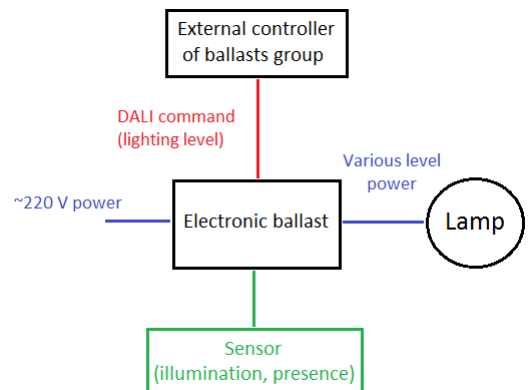 External controller
of ballasts group
DALI command
(lighting level)
Various level
power
~220 V power
Electronic ballast
Lamp
Sensor
(illumination, presence)